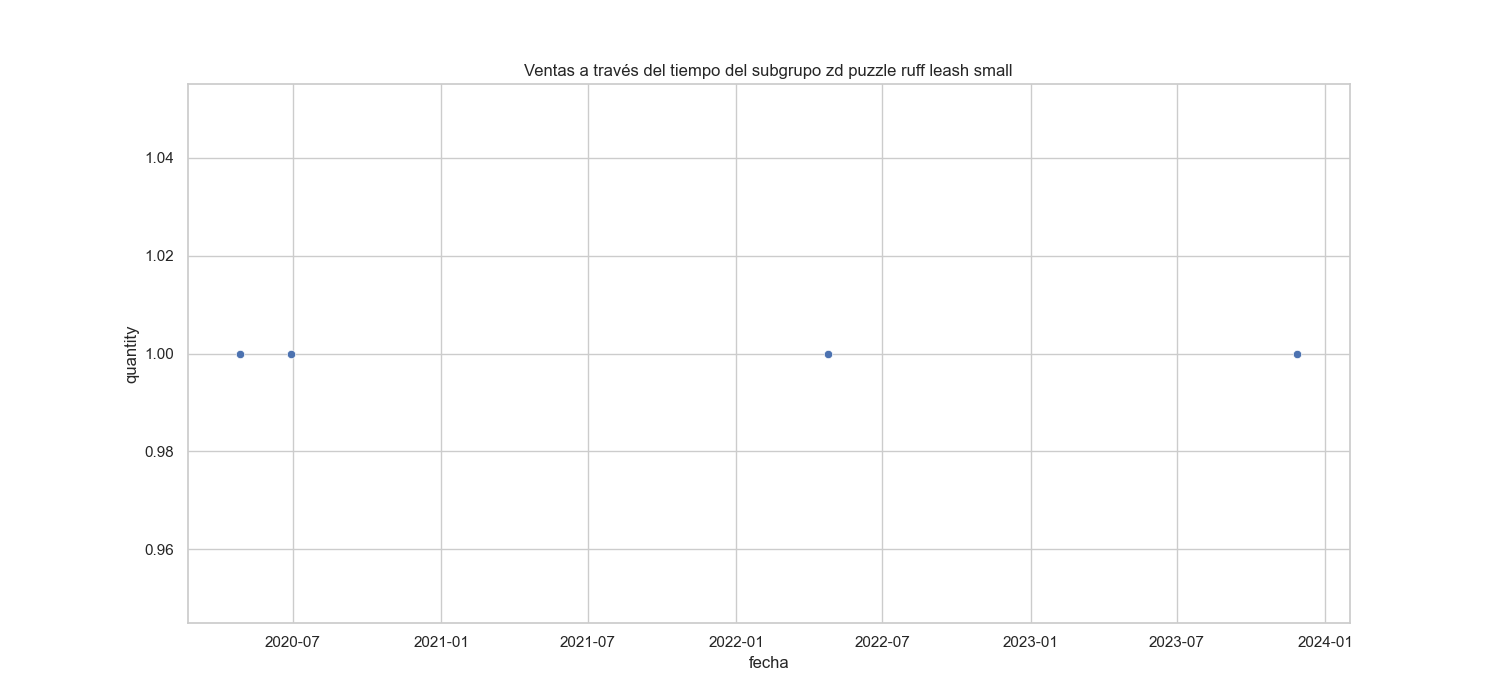 Ventas a través del tiempo del subgrupo zd puzzle ruff leash small
1.04
1.02
1.00
0.98
0.96
quantity
2020-07 2021-01 2021-07 2022-01 2022-07 2023-01 2023-07 2024-01
fecha